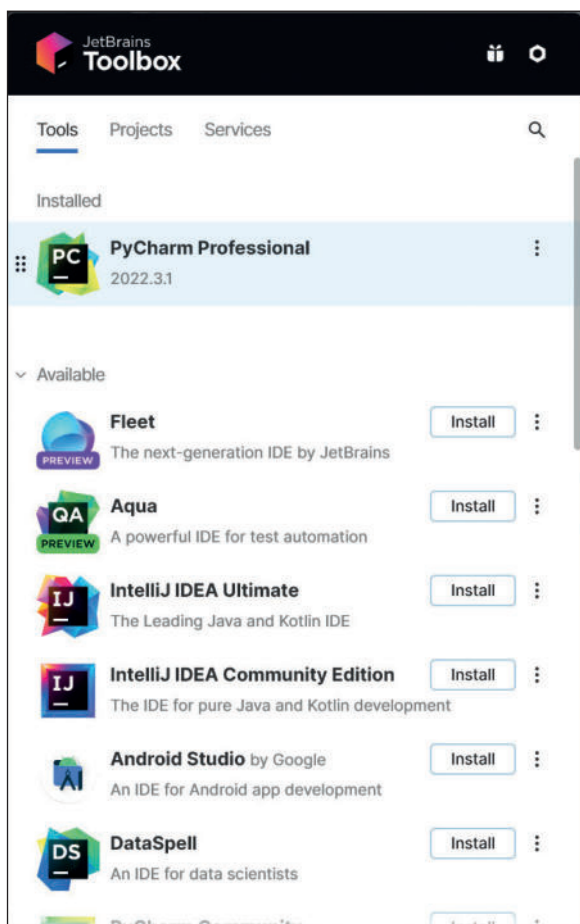 JetBrains
Toolbox
Tools Projects Services
Installed
PC
PyCharm Professional
2022.3.1
Available
PREVIEW
Fleet
Install
The next-generation IDE by JetBrains
QA
PREVIEW
Aqua
Install
A powerful IDE for test automation
IJ
IntelliJ IDEA Ultimate
Install
The Leading Java and Kotlin IDE
IJ
IntelliJ IDEA Community Edition
Install
The IDE for pure Java and Kotlin development
Android Studio by Google
Install
An IDE for Android app development
DS
DataSpell
Install
An IDE for data scientists
PyCharm Community
Install